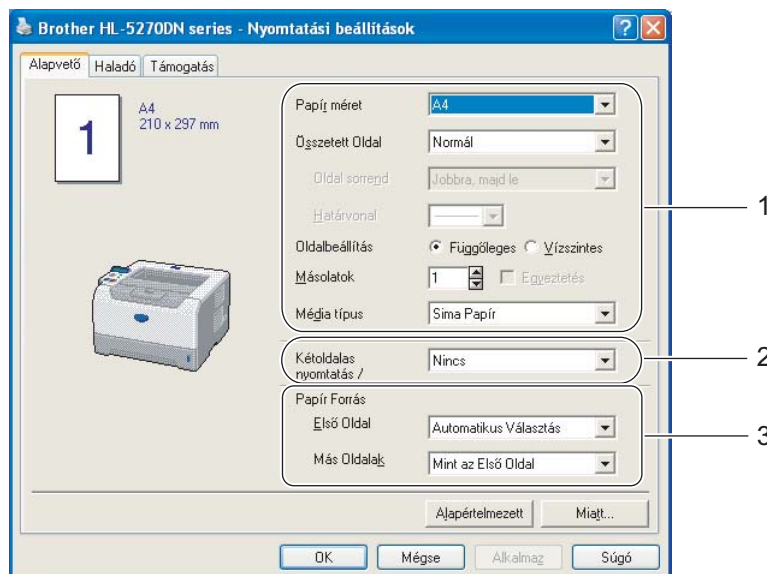 Brother HL-5270DN series - Nyomtatási beállítások
Alapvető Haladó Támogatás
1
A4
210 x 297 mm
Papír méret A4
Összetett Oldal Normál
Oldal sorrend Jobbra, majd le
Határvonal
Oldalbeállítás Függőleges Vízszintes
Másolatok 1 Egyeztetés
Média típus Sima Papír
1
Kétoldalas
nyomtatás / Nincs
2
Papír Forrás
Első Oldal Automatikus Választás
Más Oldalak Mint az Első Oldal
3
Alapértelmezett Miatt...
OK Mégse Alkalmaz Súgó